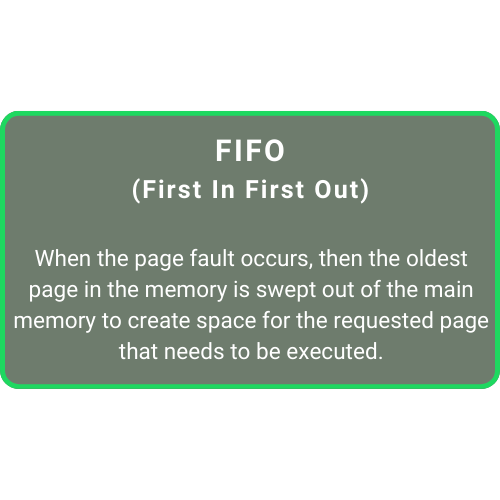 FIFO
(First In First Out)
When the page fault occurs, then the oldest
page in the memory is swept out of the main
memory to create space for the requested page
that needs to be executed.